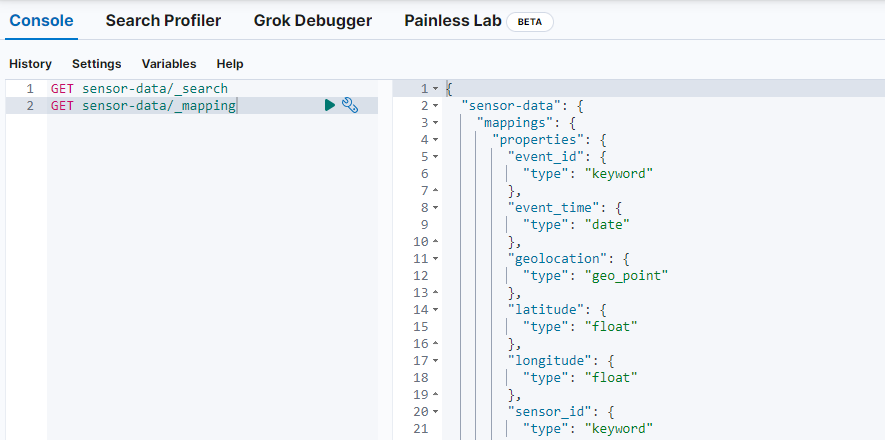 Console Search Profiler Grok Debugger Painless Lab BETA
History Settings Variables Help
1 GET sensor-data/_search
2 GET sensor-data/_mapping
1 {
2 "sensor-data": {
3 "mappings": {
4 "properties": {
5 "event_id": {
6 "type": "keyword"
7 },
8 "event_time": {
9 "type": "date"
10 },
11 "geolocation": {
12 "type": "geo_point"
13 },
14 "latitude": {
15 "type": "float"
16 },
17 "longitude": {
18 "type": "float"
19 },
20 "sensor_id": {
21 "type": "keyword"